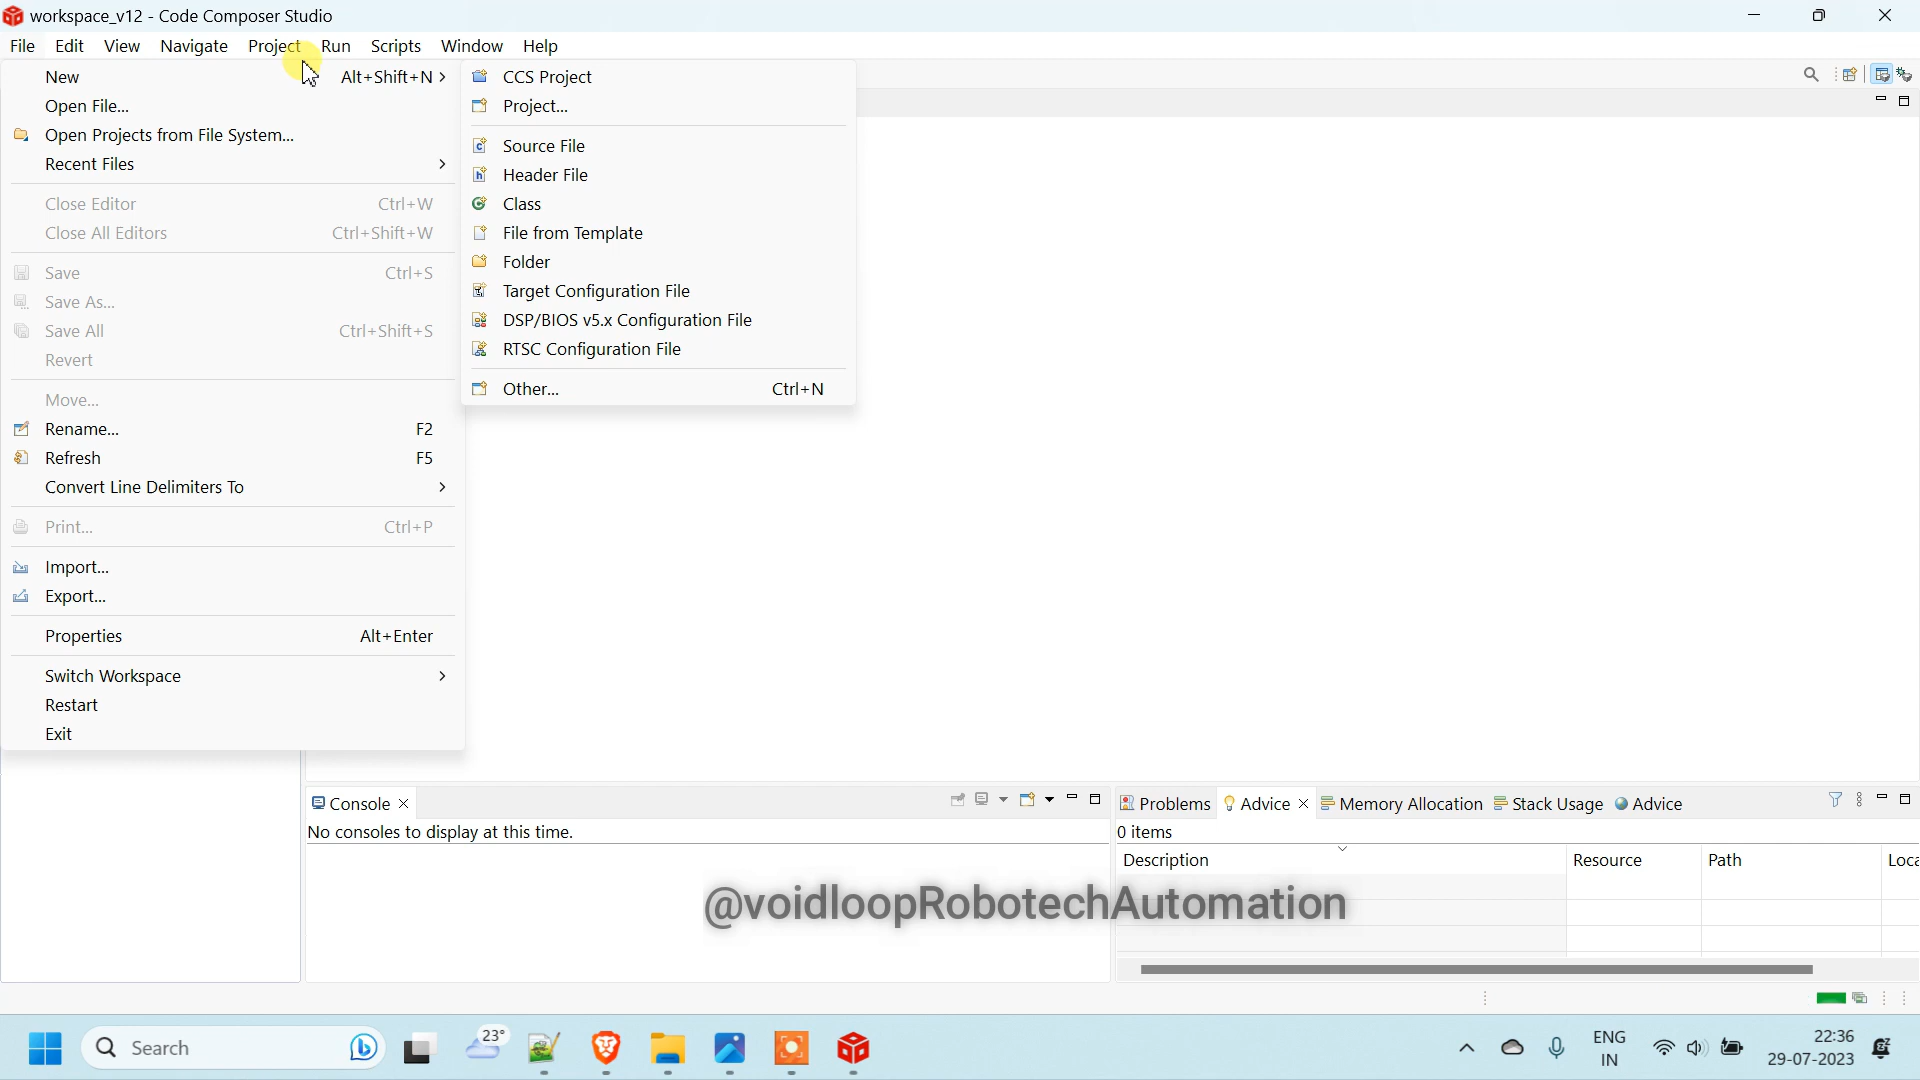 workspace_v12 - Code Composer Studio
File Edit View Navigate Project Run Scripts Window Help
New Alt+Shift+N
Open File...
Open Projects from File System...
Recent Files
Close Editor Ctrl+W
Close All Editors Ctrl+Shift+W
Save Ctrl+S
Save As...
Save All Ctrl+Shift+S
Revert
Move...
Rename... F2
Refresh F5
Convert Line Delimiters To
Print... Ctrl+P
Import...
Export...
Properties Alt+Enter
Switch Workspace
Restart
Exit
CCS Project
Project...
Source File
Header File
Class
File from Template
Folder
Target Configuration File
DSP/BIOS v5.x Configuration File
RTSC Configuration File
Other... Ctrl+N
Console
No consoles to display at this time.
Problems Advice Memory Allocation Stack Usage Advice
0 items
Description Resource Path Loca
@voidloopRobotechAutomation
Search
23°
ENG
IN
22:36
29-07-2023